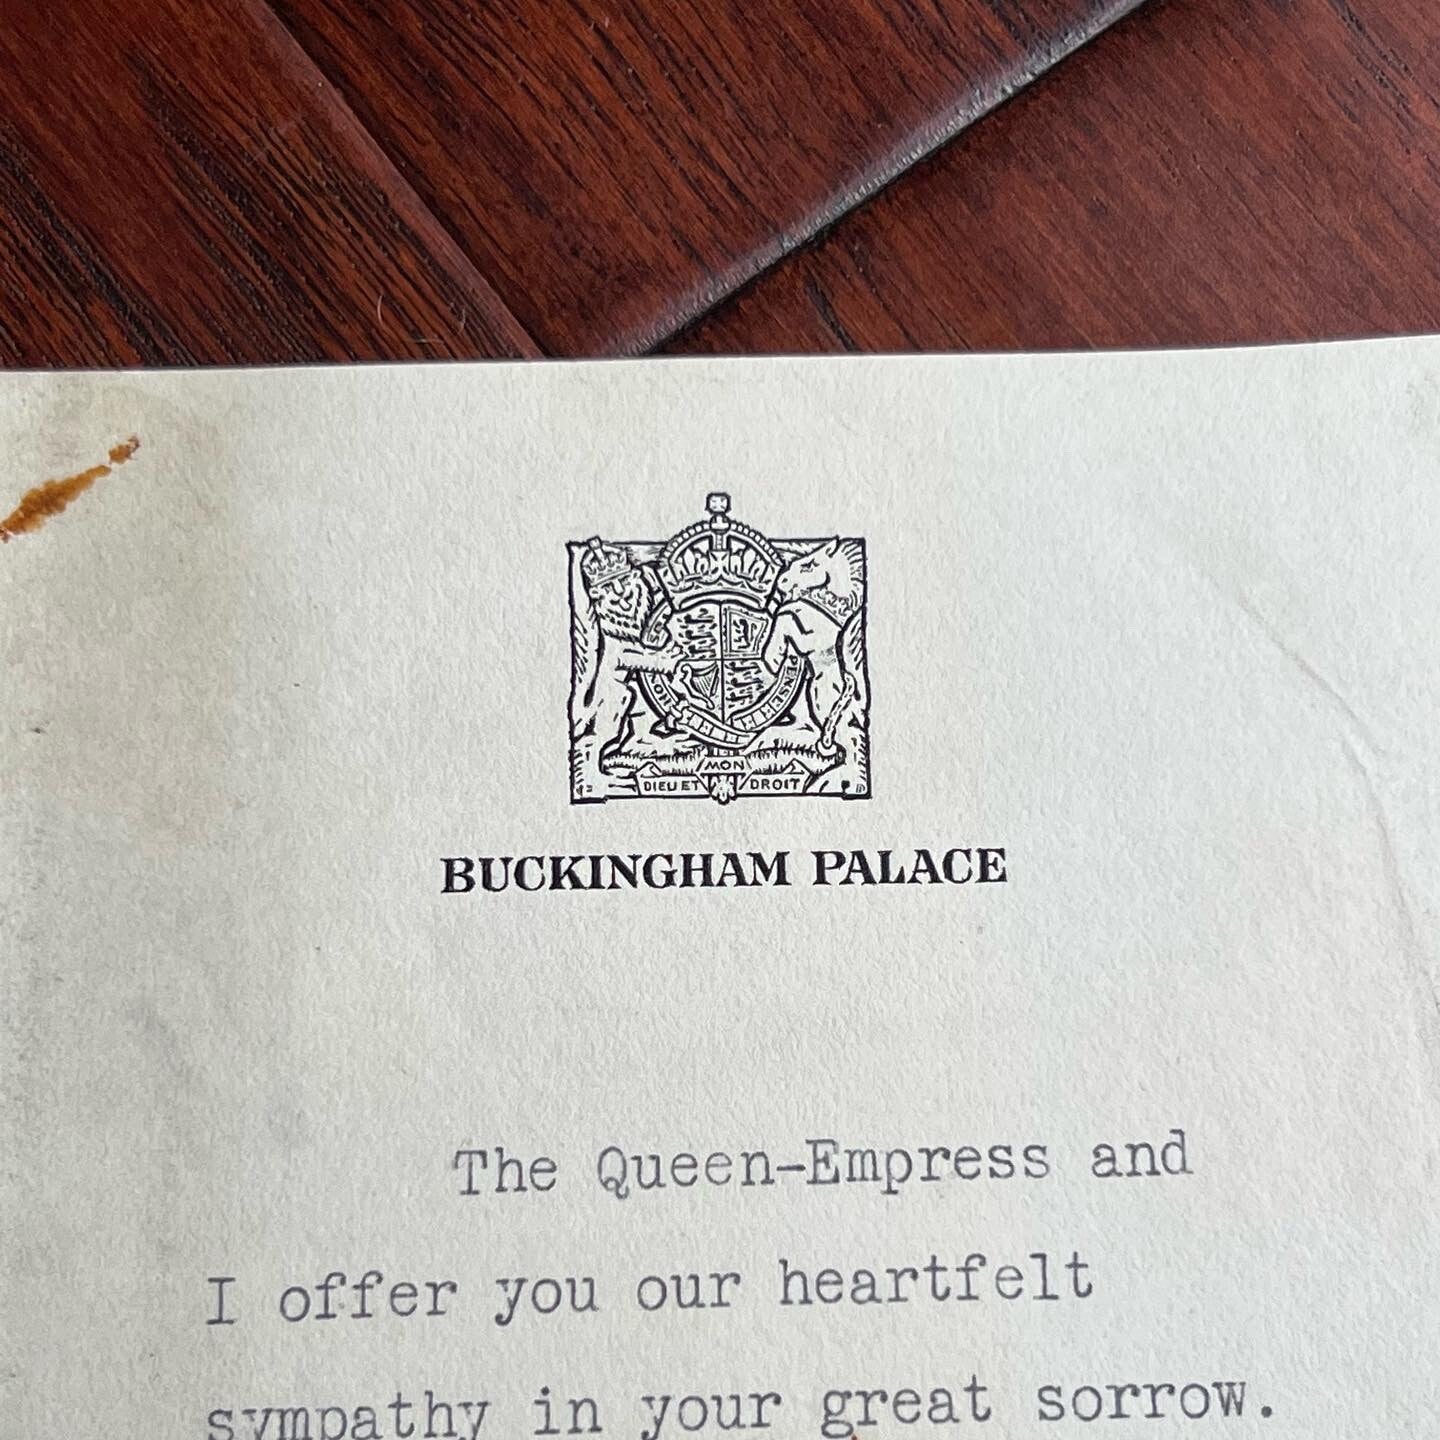 PENSE
MON
DIEU ET DROIT
BUCKINGHAM PALACE
The Queen-Empress and
I offer you our heartfelt
sympathy in your great sorrow.